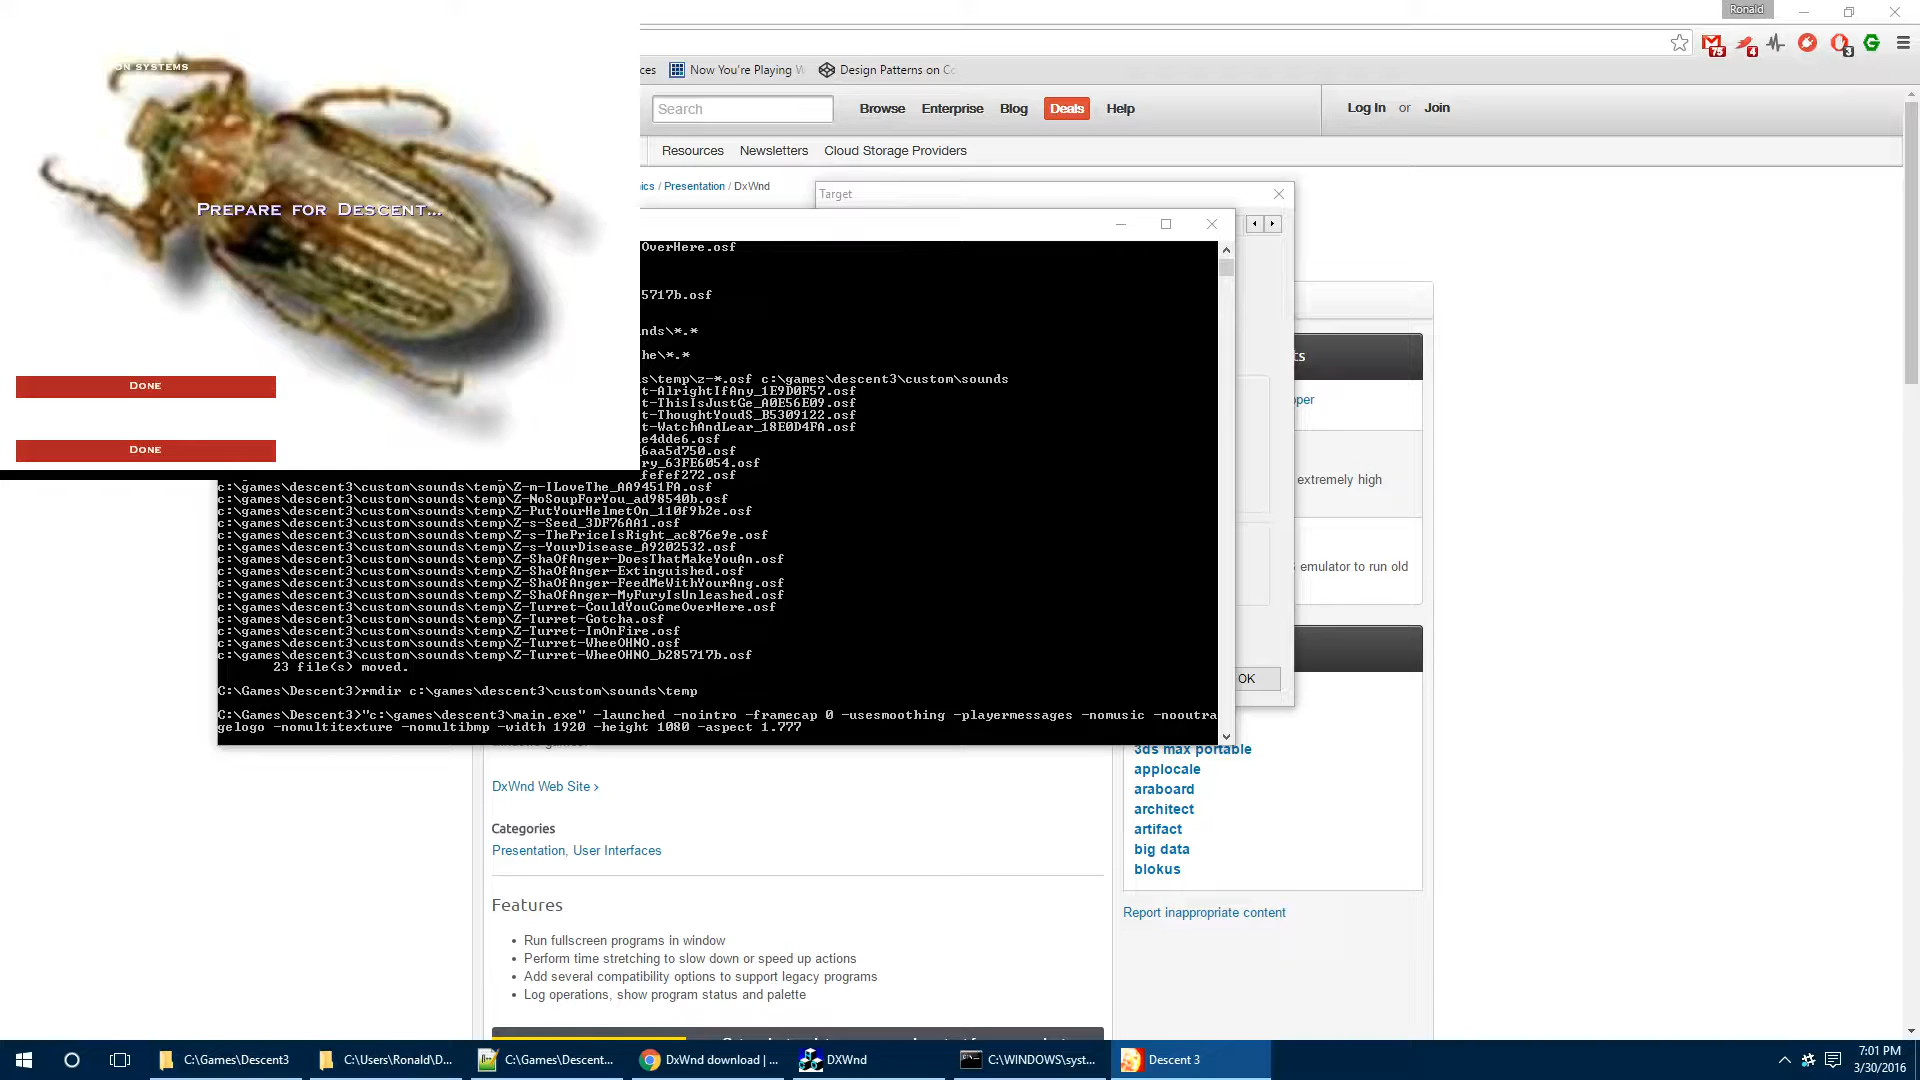 Ronald
ON SYSTEMS
Prepare for Descent...
Done
Done
ces
Now You're Playing W
Design Patterns on Co
75
4
3
Search
Browse
Enterprise
Blog
Deals
Help
Log In or Join
Resources
Newsletters
Cloud Storage Providers
ics / Presentation / DxWnd
Target
OverHere.osf
5717b.osf
nds\*.*
he\*.*
s\temp\z-*.osf c:\games\descent3\custom\sounds
t-AlrightIfAny_1E9D0F57.osf
t-ThisIsJustGe_A0E56E09.osf
t-ThoughtYoudS_B5309122.osf
t-WatchAndLear_18E0D4FA.osf
e4dde6.osf
6aa5d750.osf
ry_63FE6054.osf
fefef272.osf
c:\games\descent3\custom\sounds\temp\Z-m-ILoveThe_AA9451FA.osf
c:\games\descent3\custom\sounds\temp\Z-NoSoupForYou_ad98540b.osf
c:\games\descent3\custom\sounds\temp\Z-PutYourHelmetOn_110f9b2e.osf
c:\games\descent3\custom\sounds\temp\Z-s-Seed_3DF76AA1.osf
c:\games\descent3\custom\sounds\temp\Z-s-ThePriceIsRight_ac876e9e.osf
c:\games\descent3\custom\sounds\temp\Z-s-YourDisease_A9202532.osf
c:\games\descent3\custom\sounds\temp\Z-ShaOfAnger-DoesThatMakeYouAn.osf
c:\games\descent3\custom\sounds\temp\Z-ShaOfAnger-Extinguished.osf
c:\games\descent3\custom\sounds\temp\Z-ShaOfAnger-FeedMeWithYourAng.osf
c:\games\descent3\custom\sounds\temp\Z-ShaOfAnger-MyFuryIsUnleashed.osf
c:\games\descent3\custom\sounds\temp\Z-Turret-CouldYouComeOverHere.osf
c:\games\descent3\custom\sounds\temp\Z-Turret-Gotcha.osf
c:\games\descent3\custom\sounds\temp\Z-Turret-ImOnFire.osf
c:\games\descent3\custom\sounds\temp\Z-Turret-WheeOHNO.osf
c:\games\descent3\custom\sounds\temp\Z-Turret-WheeOHNO_b285717b.osf
23 file(s) moved.
C:\Games\Descent3>rmdir c:\games\descent3\custom\sounds\temp
C:\Games\Descent3>"c:\games\descent3\main.exe" -launched -nointro -framecap 0 -usesmoothing -playermessages -nomusic -nooutra
gelogo -nomultitexture -nomultibmp -width 1920 -height 1080 -aspect 1.777
OK
ts
per
extremely high
S emulator to run old
3ds max portable
applocale
araboard
architect
artifact
big data
blokus
Report inappropriate content
DxWnd Web Site >
Categories
Presentation, User Interfaces
Features
Run fullscreen programs in window
Perform time stretching to slow down or speed up actions
Add several compatibility options to support legacy programs
Log operations, show program status and palette
C:\Games\Descent3
C:\Users\Ronald\D...
C:\Games\Descent...
DxWnd download | ...
DXWnd
C:\WINDOWS\syst...
Descent 3
7:01 PM
3/30/2016